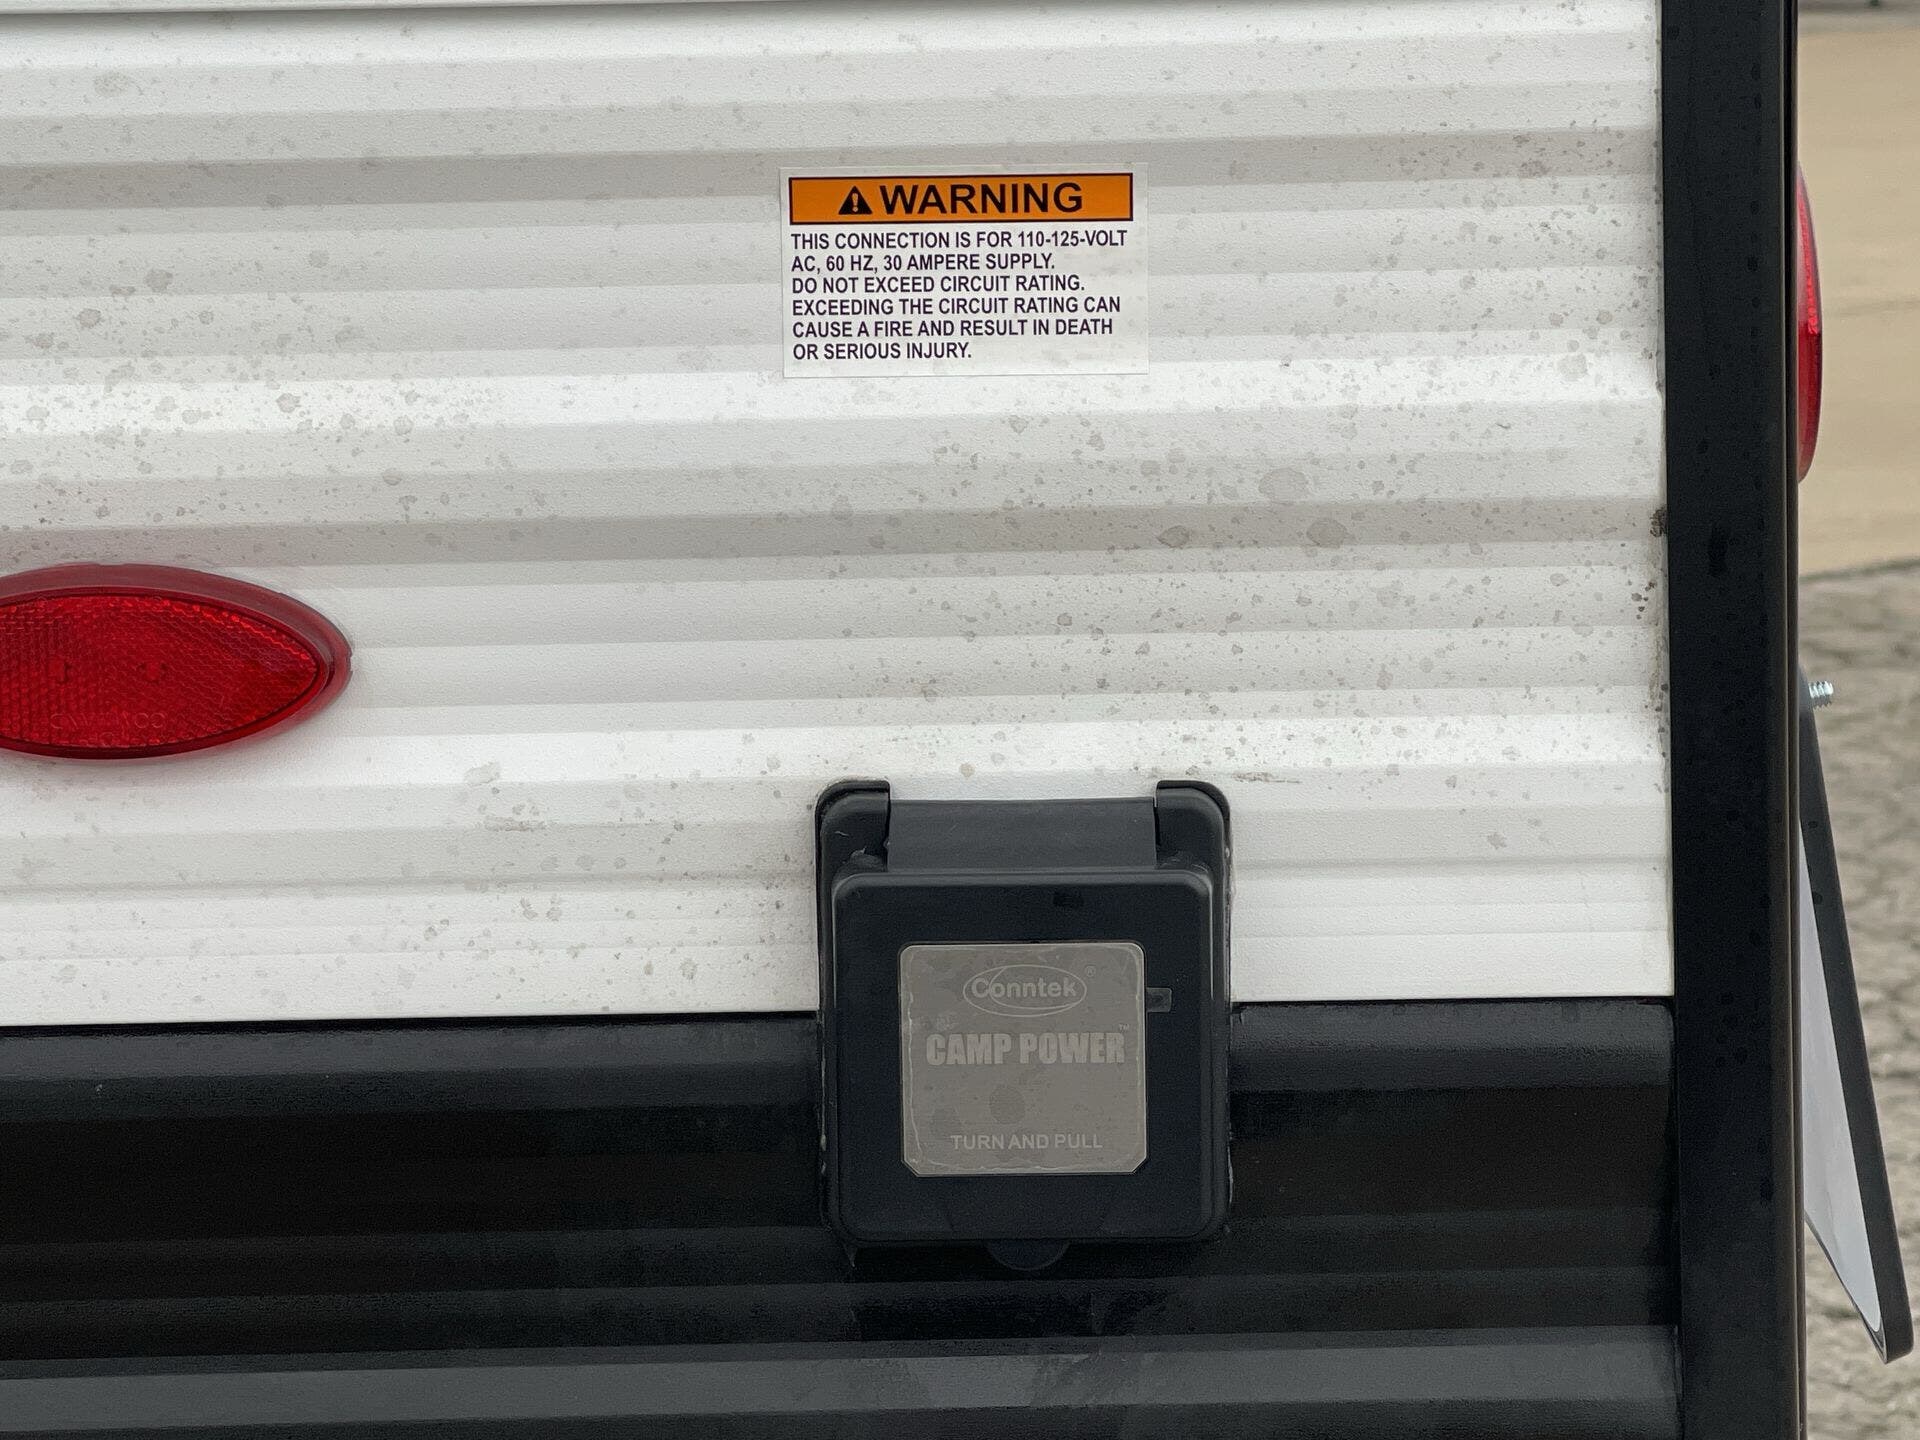 WARNING
THIS CONNECTION IS FOR 110-125-VOLT
AC, 60 HZ, 30 AMPERE SUPPLY.
DO NOT EXCEED CIRCUIT RATING.
EXCEEDING THE CIRCUIT RATING CAN
CAUSE A FIRE AND RESULT IN DEATH
OR SERIOUS INJURY.
Conntek®
CAMP POWER™
TURN AND PULL